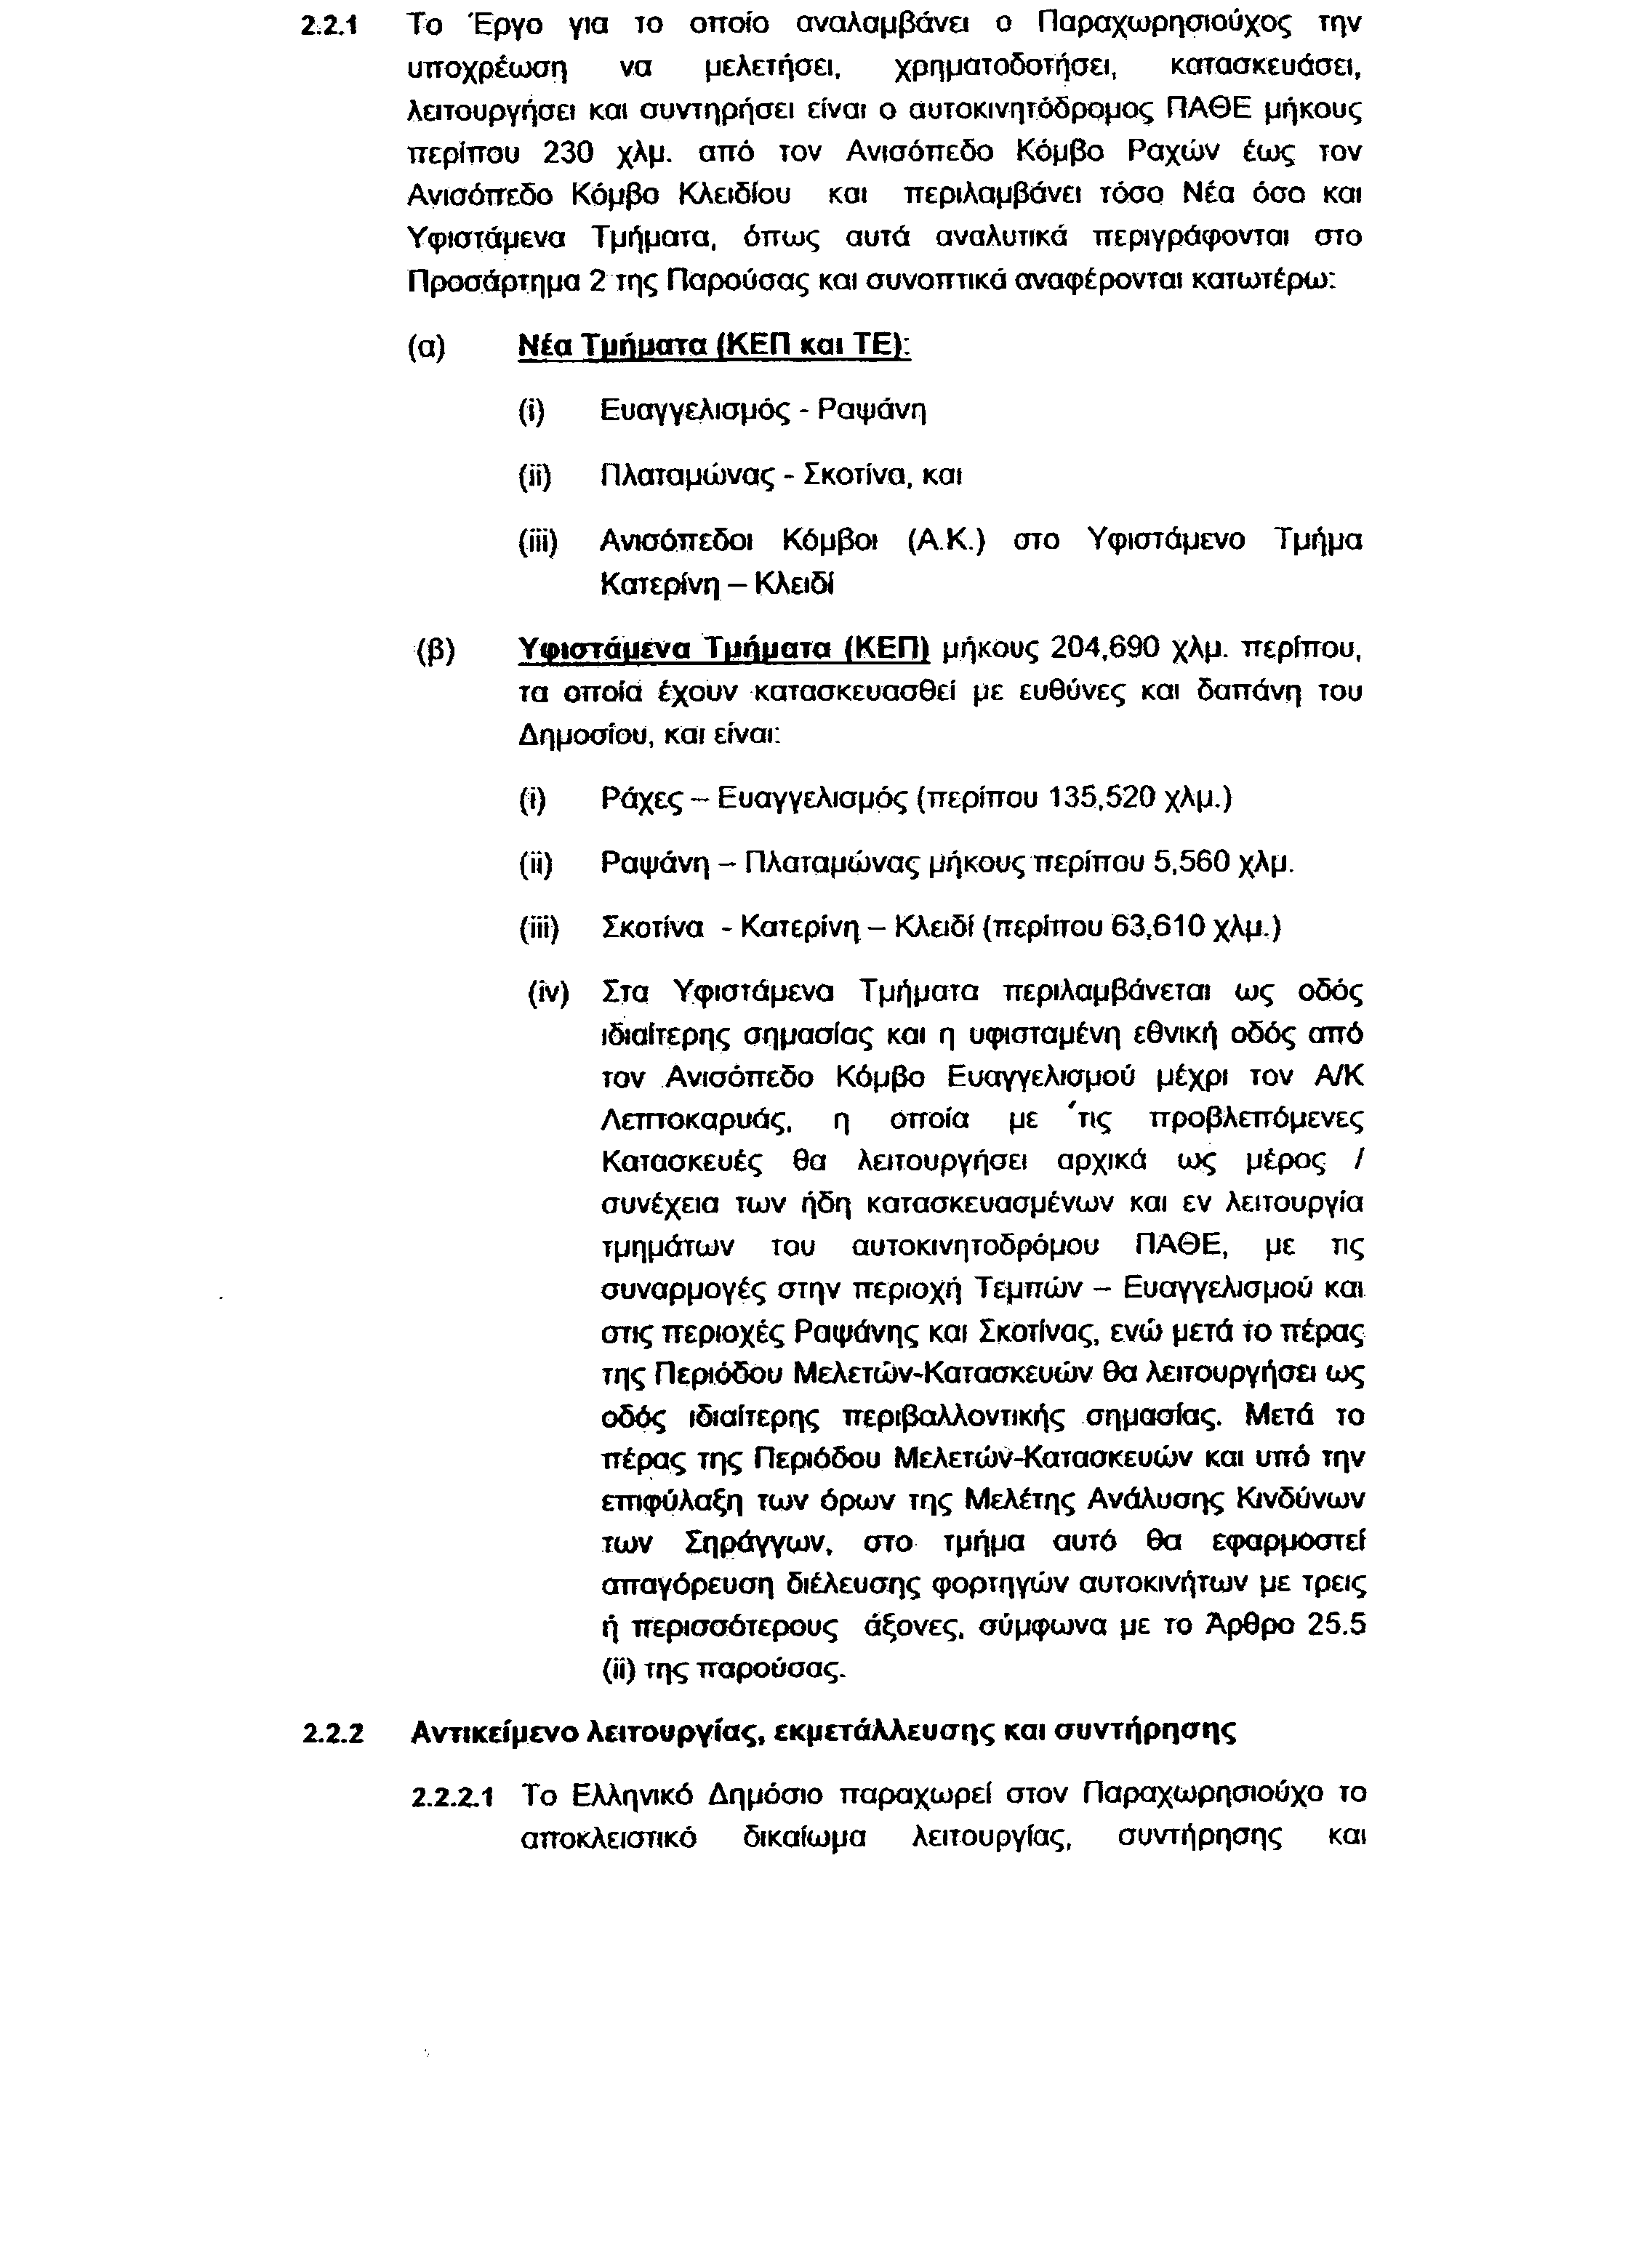 2.2.1 Το Έργο για το οποίο αναλαμβάνει ο Παραχωρησιούχος την
υποχρέωση να μελετήσει, χρηματοδοτήσει, κατασκευάσει,
λειτουργήσει και συντηρήσει είναι ο αυτοκινητόδρομος ΠΑΘΕ μήκους
περίπου 230 χλμ. από τον Ανισόπεδο Κόμβο Ραχών έως τον
Ανισόπεδο Κόμβο Κλειδίου και περιλαμβάνει τόσο Νέα όσο και
Υφιστάμενα Τμήματα, όπως αυτά αναλυτικά περιγράφονται στο
Προσάρτημα 2 της Παρούσας και συνοπτικά αναφέρονται κατωτέρω:
(α) Νέα Τμήματα (ΚΕΠ και ΤΕ):
(i) Ευαγγελισμός - Ραψάνη
(ii) Πλαταμώνας - Σκοτίνα, και
(iii) Ανισόπεδοι Κόμβοι (Α.Κ.) στο Υφιστάμενο Τμήμα
Κατερίνη – Κλειδί
(β) Υφιστάμενα Τμήματα (ΚΕΠ) μήκους 204,690 χλμ. περίπου,
τα οποία έχουν κατασκευασθεί με ευθύνες και δαπάνη του
Δημοσίου, και είναι:
(i) Ράχες – Ευαγγελισμός (περίπου 135,520 χλμ.)
(ii) Ραψάνη – Πλαταμώνας μήκους περίπου 5,560 χλμ.
(iii) Σκοτίνα - Κατερίνη – Κλειδί (περίπου 63,610 χλμ.)
(iv) Στα Υφιστάμενα Τμήματα περιλαμβάνεται ως οδός
ιδιαίτερης σημασίας και η υφισταμένη εθνική οδός από
τον Ανισόπεδο Κόμβο Ευαγγελισμού μέχρι τον Α/Κ
Λεπτοκαρυάς, η οποία με τις προβλεπόμενες
Κατασκευές θα λειτουργήσει αρχικά ως μέρος /
συνέχεια των ήδη κατασκευασμένων και εν λειτουργία
τμημάτων του αυτοκινητοδρόμου ΠΑΘΕ, με τις
συναρμογές στην περιοχή Τεμπών – Ευαγγελισμού και
στις περιοχές Ραψάνης και Σκοτίνας, ενώ μετά το πέρας
της Περιόδου Μελετών-Κατασκευών θα λειτουργήσει ως
οδός ιδιαίτερης περιβαλλοντικής σημασίας. Μετά το
πέρας της Περιόδου Μελετών-Κατασκευών και υπό την
επιφύλαξη των όρων της Μελέτης Ανάλυσης Κινδύνων
των Σηράγγων, στο τμήμα αυτό θα εφαρμοστεί
απαγόρευση διέλευσης φορτηγών αυτοκινήτων με τρεις
ή περισσότερους άξονες, σύμφωνα με το Άρθρο 25.5
(ii) της παρούσας.
2.2.2 Αντικείμενο λειτουργίας, εκμετάλλευσης και συντήρησης
2.2.2.1 Το Ελληνικό Δημόσιο παραχωρεί στον Παραχωρησιούχο το
αποκλειστικό δικαίωμα λειτουργίας, συντήρησης και